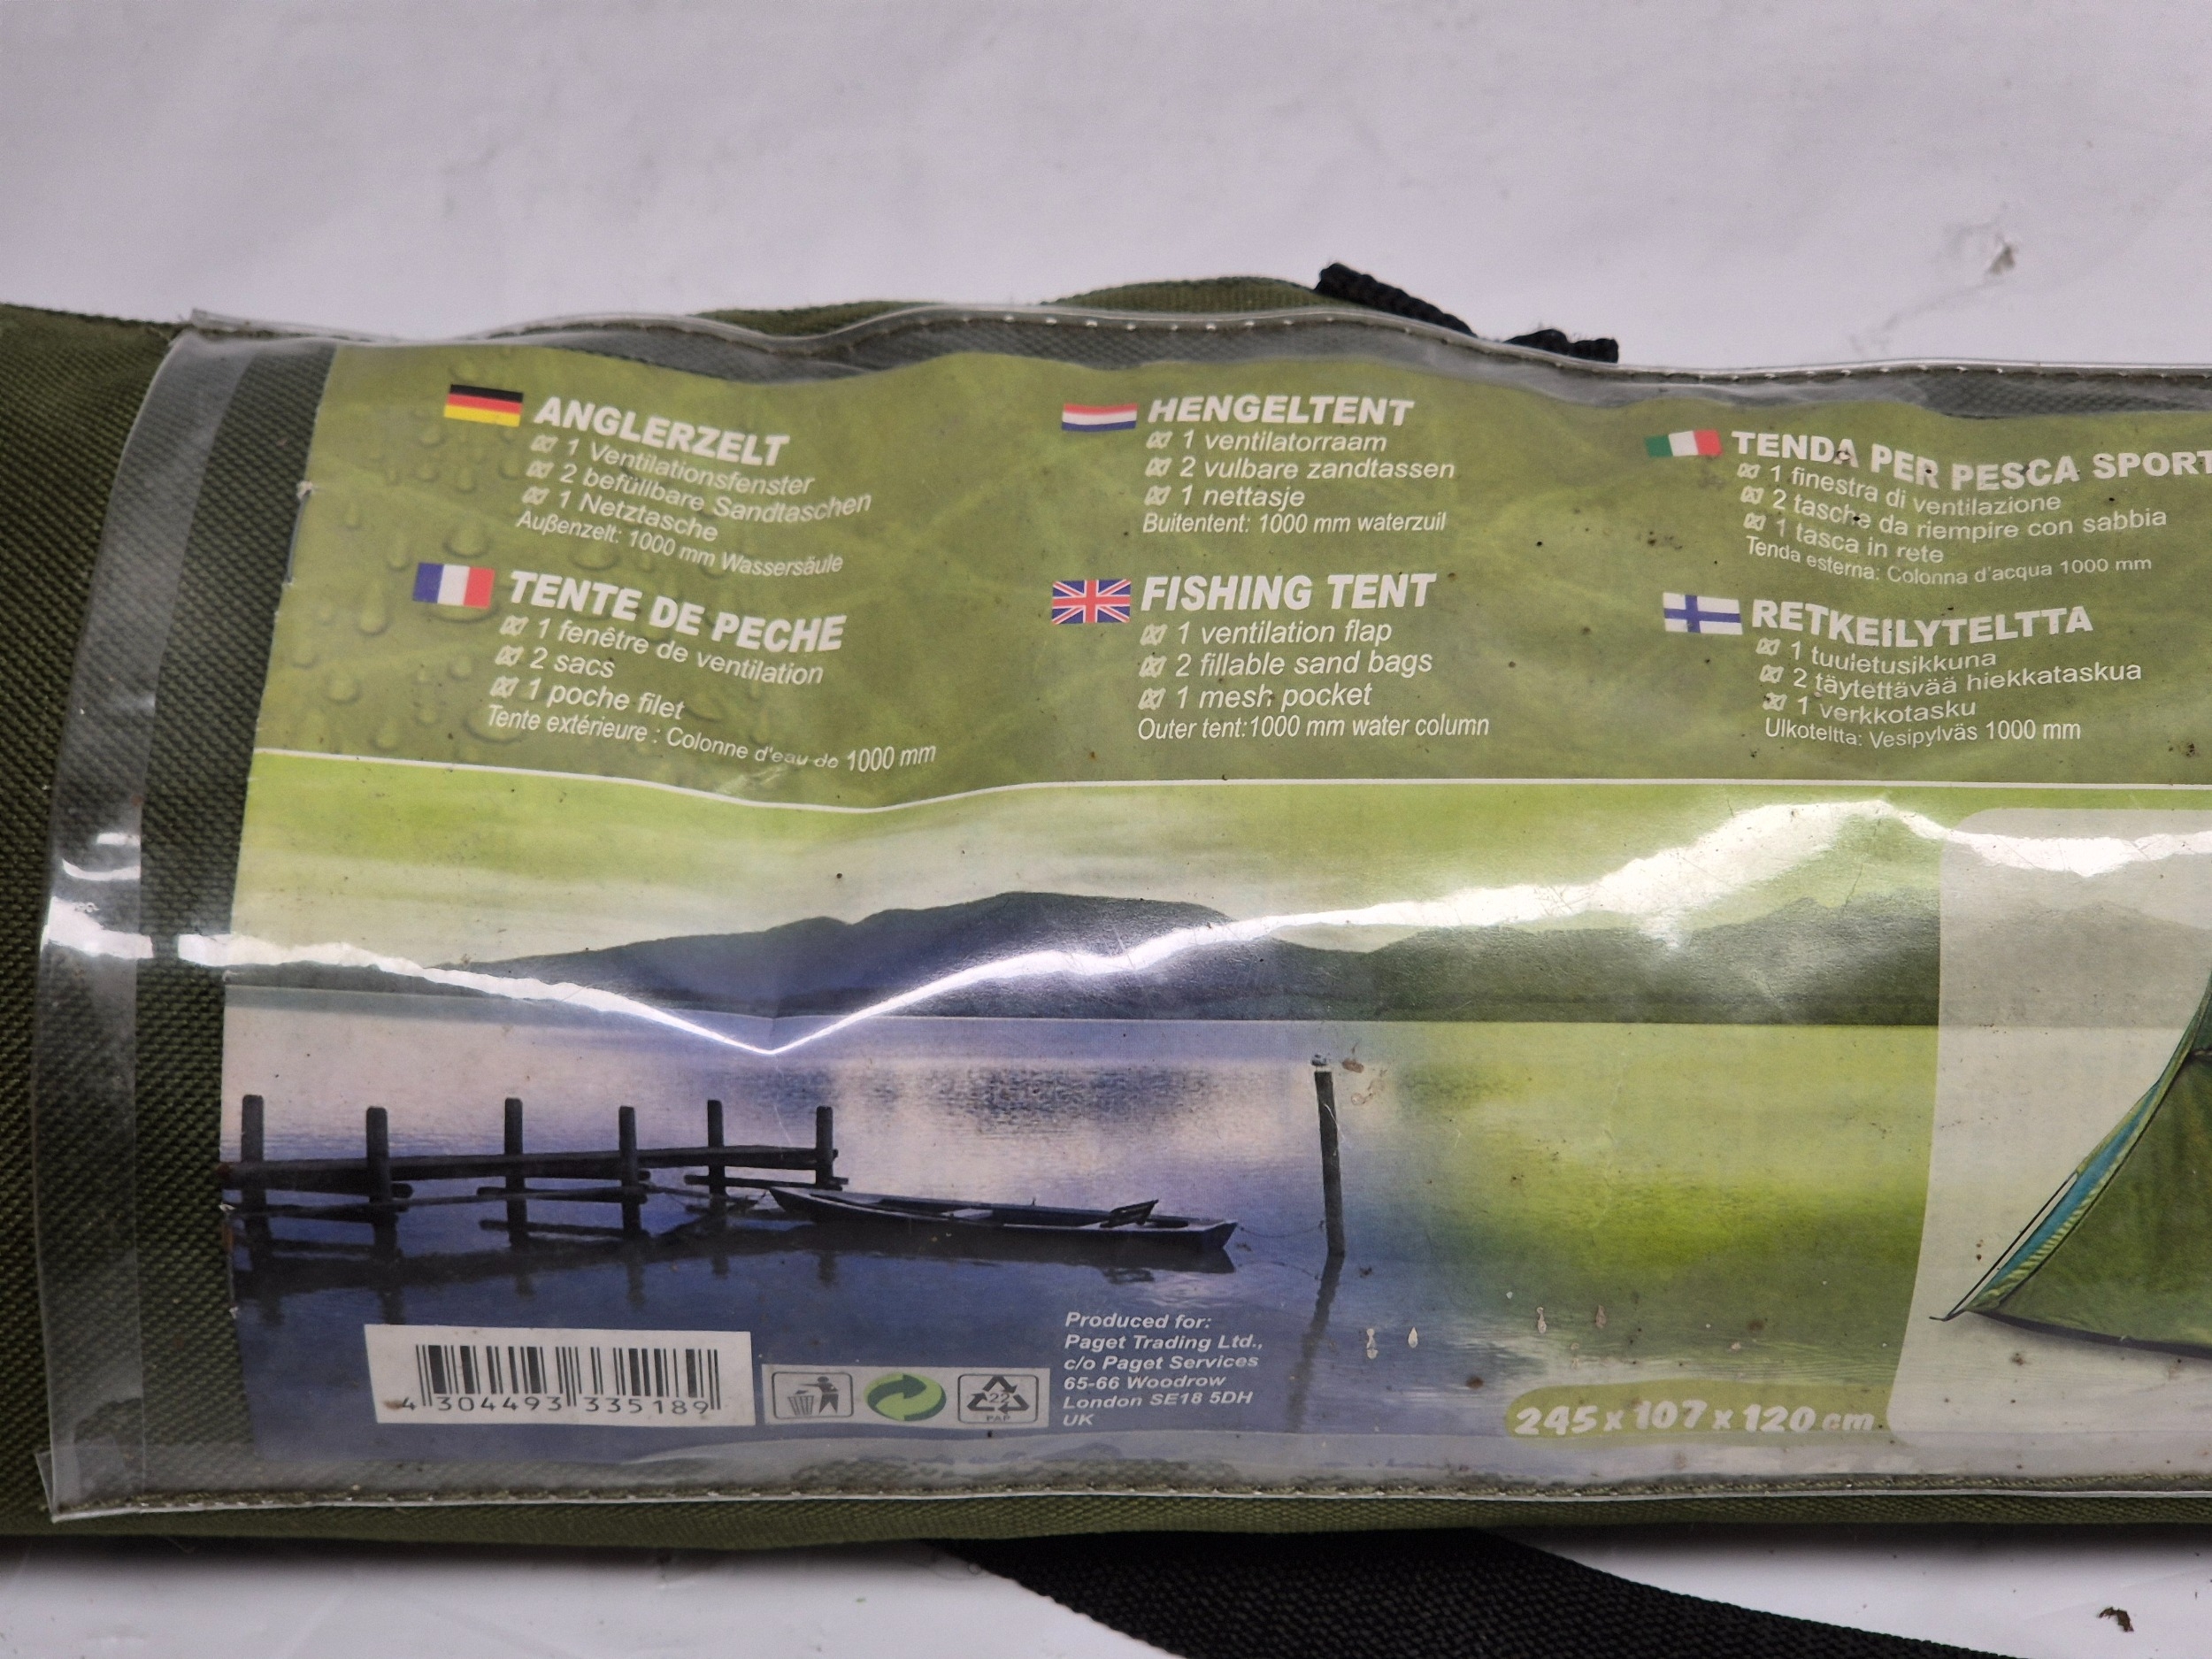 ANGLERZELT
1 Ventilationsfenster
2 befüllbare Sandtaschen
1 Netztasche
Außenzelt: 1000 mm Wassersäule
TENTE DE PECHE
1 fenêtre de ventilation
2 sacs
1 poche filet
Tente extérieure : Colonne d'eau de 1000 mm
HENGELTENT
1 ventilatorraam
2 vulbare zandtassen
1 nettasje
Buitentent: 1000 mm waterzuil
FISHING TENT
1 ventilation flap
2 fillable sand bags
1 mesh pocket
Outer tent:1000 mm water column
TENDA PER PESCA SPORT
1 finestra di ventilazione
2 tasche da riempire con sabbia
1 tasca in rete
Tenda esterna: Colonna d'acqua 1000 mm
RETKEILYTELTTA
1 tuuletusikkuna
2 täytettävää hiekkataskua
1 verkkotasku
Ulkoteltta: Vesipylväs 1000 mm
4 304493 335189
22
PAP
Produced for:
Paget Trading Ltd.,
c/o Paget Services
65-66 Woodrow
London SE18 5DH
UK
245 x 107 x 120 cm